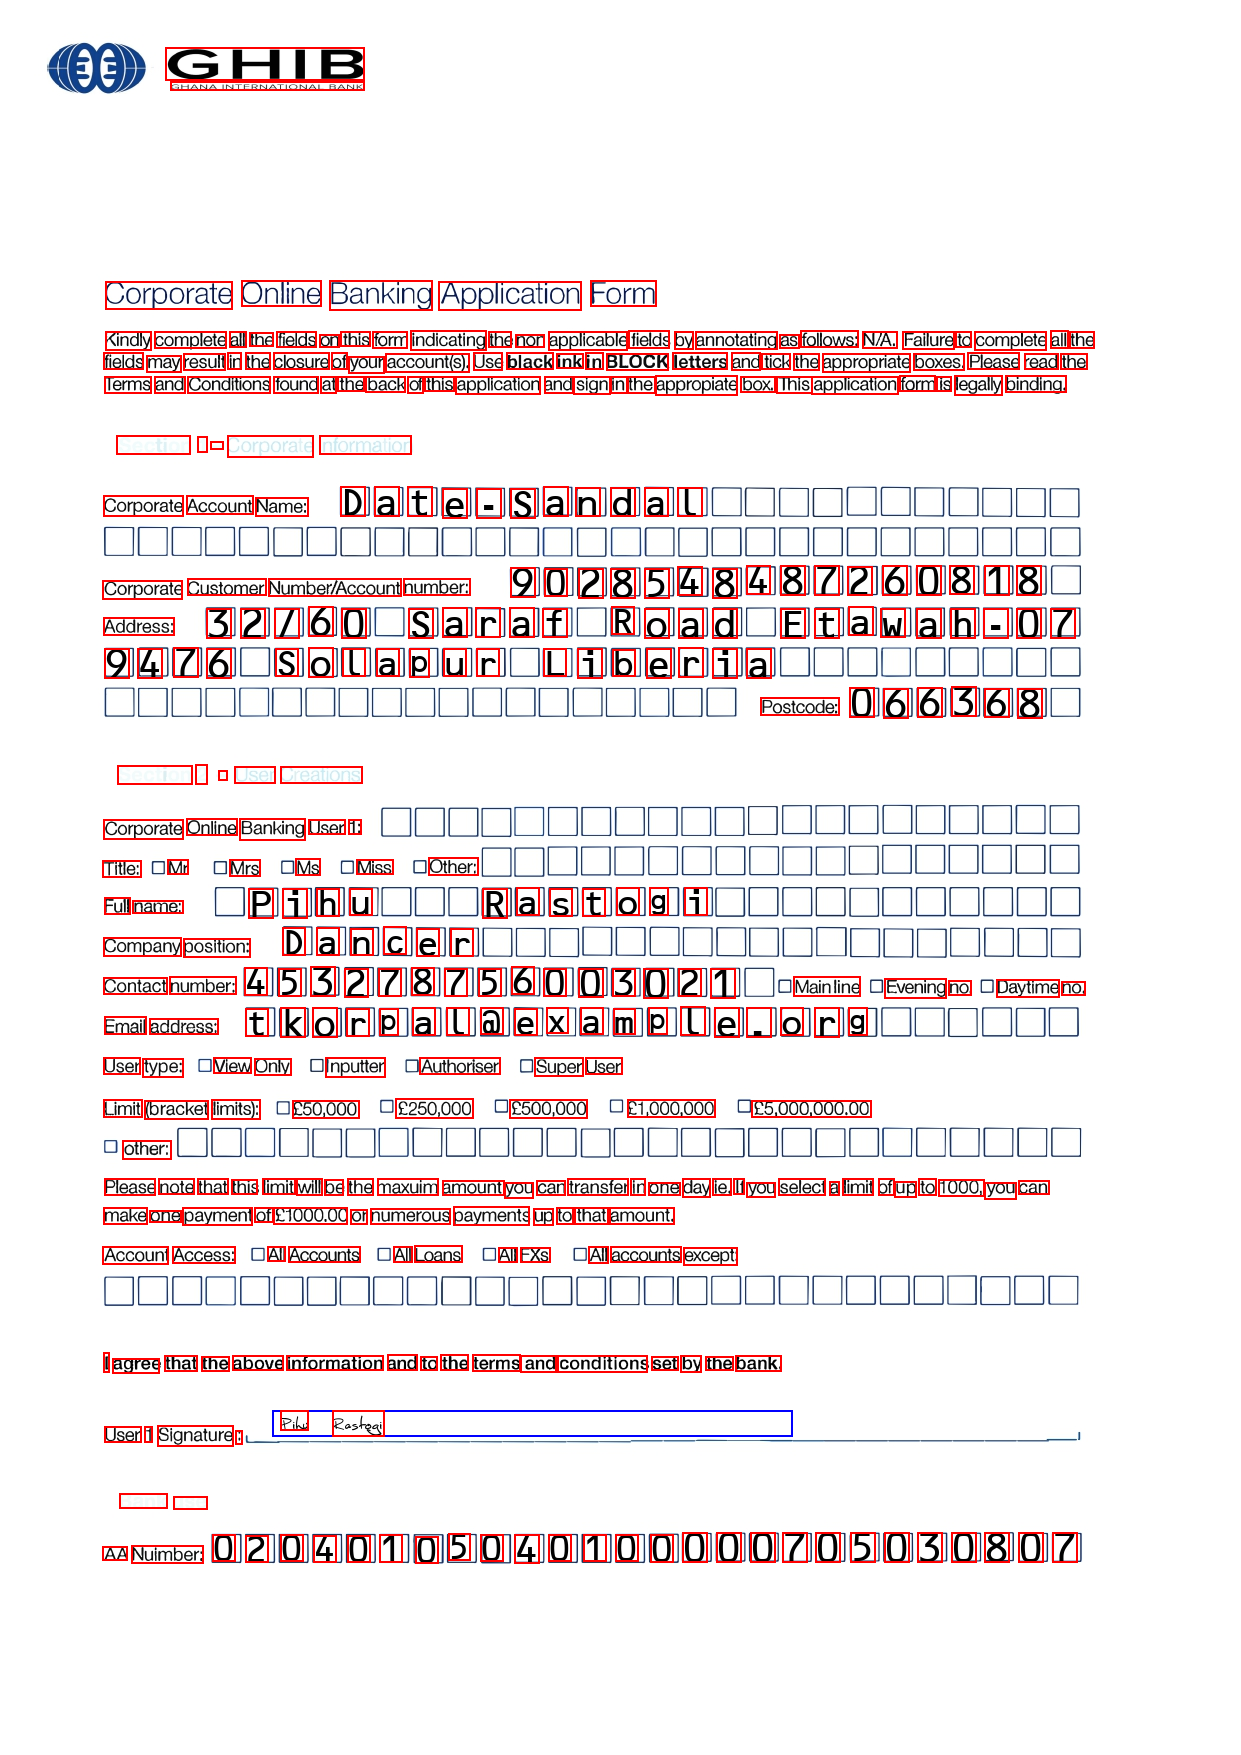 GHIB
GHANA INTERNATIONAL BANK
Corporate Online Banking Application Form
Kindly complete all the fields on this form indicating the non applicable fields by annotating as follows: N/A. Failure to complete all the
fields may result in the closure of your account(s). Use black ink in BLOCK letters and tick the appropriate boxes. Please read the
Terms and Conditions found at the back of this application and sign in the appropiate box. This application form is legally binding.
Section - Corporate Information
Corporate Account Name: Date-Sandal
Corporate Customer Number/Account number: 9028548487260818
Address: 32/60 Saraf Road Etawah-07
9476 Solapur Liberia
Postcode: 066368
Section - User Creations
Corporate Online Banking User 1:
Title: Mr Mrs Ms Miss Other:
Full name: Pihu Rastogi
Company position: Dancer
Contact number: 453278756003021 Main line Evening no Daytime no.
Email address: tkorpal@example.org
User type: View Only Inputter Authoriser Super User
Limit (bracket limits): £50,000 £250,000 £500,000 £1,000,000 £5,000,000.00
other:
Please note that this limit will be the maxuim amount you can transfer in one day ie. If you select a limit of up to 1000, you can
make one payment of £1000.00 or numerous payments up to that amount.
Account Access: All Accounts All Loans All FXs All accounts except
I agree that the above information and to the terms and conditions set by the bank.
User 1 Signature : Pihu Rastogi
AA Nuimber: 0204010504010000705030807